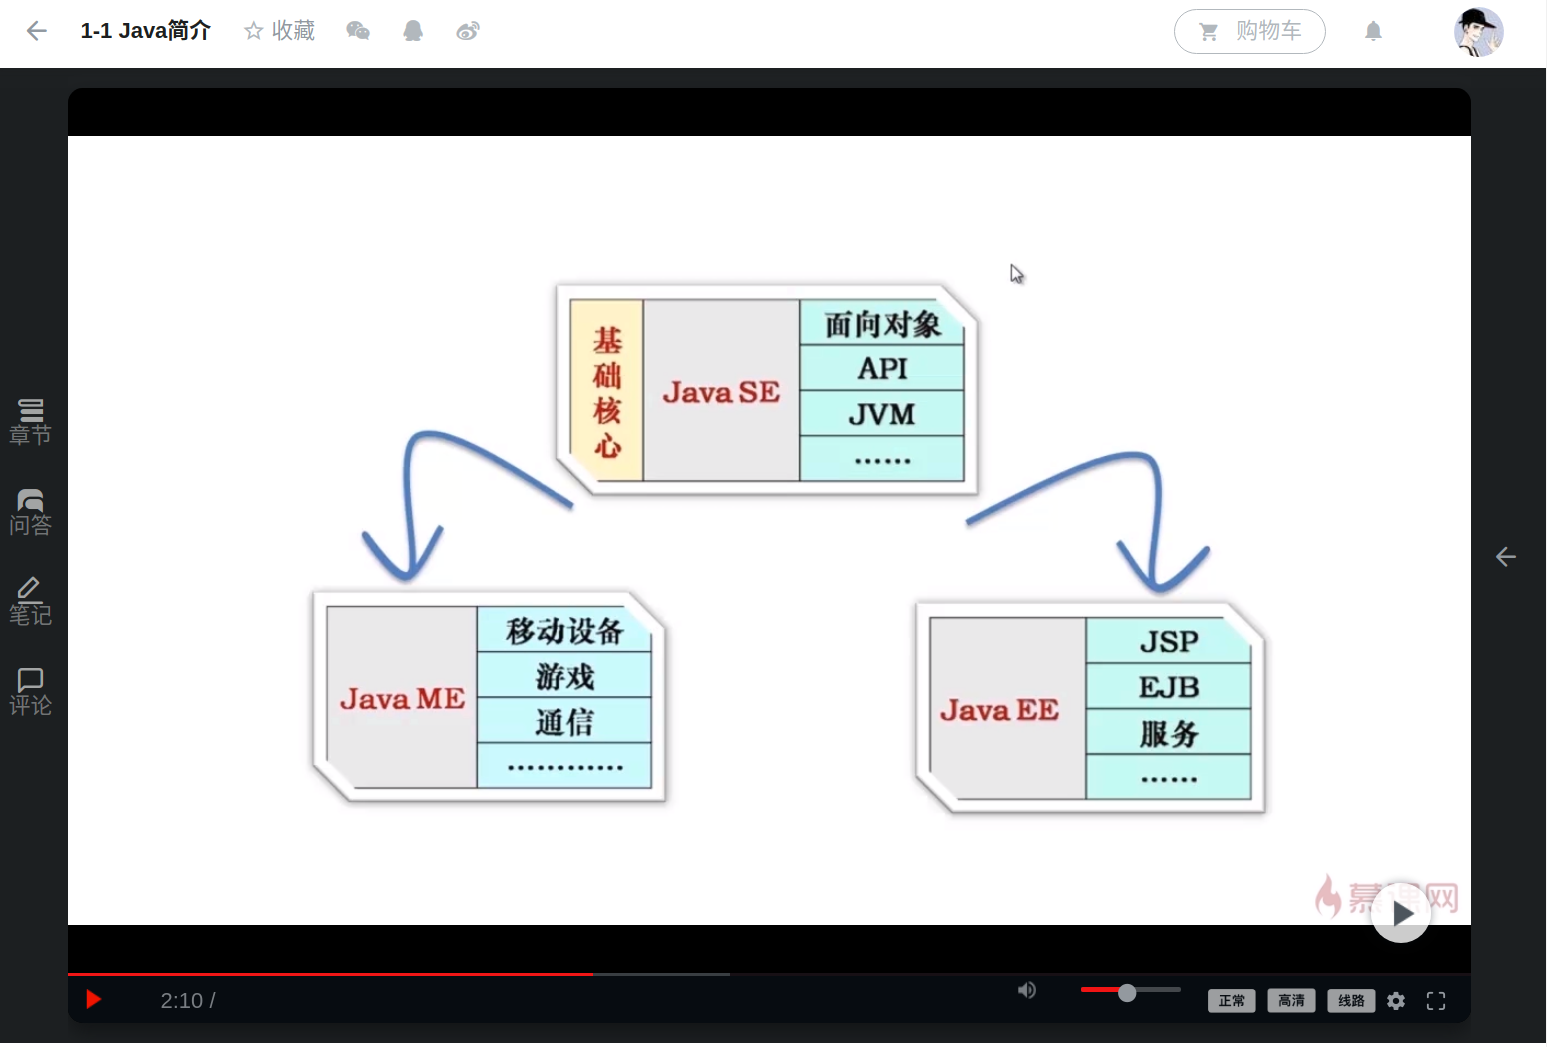 1-1 Java简介
收藏
购物车
章节
问答
笔记
评论
基础核心
Java SE
面向对象
API
JVM
......
Java ME
移动设备
游戏
通信
............
Java EE
JSP
EJB
服务
......
慕课网
2:10 /
正常
高清
线路